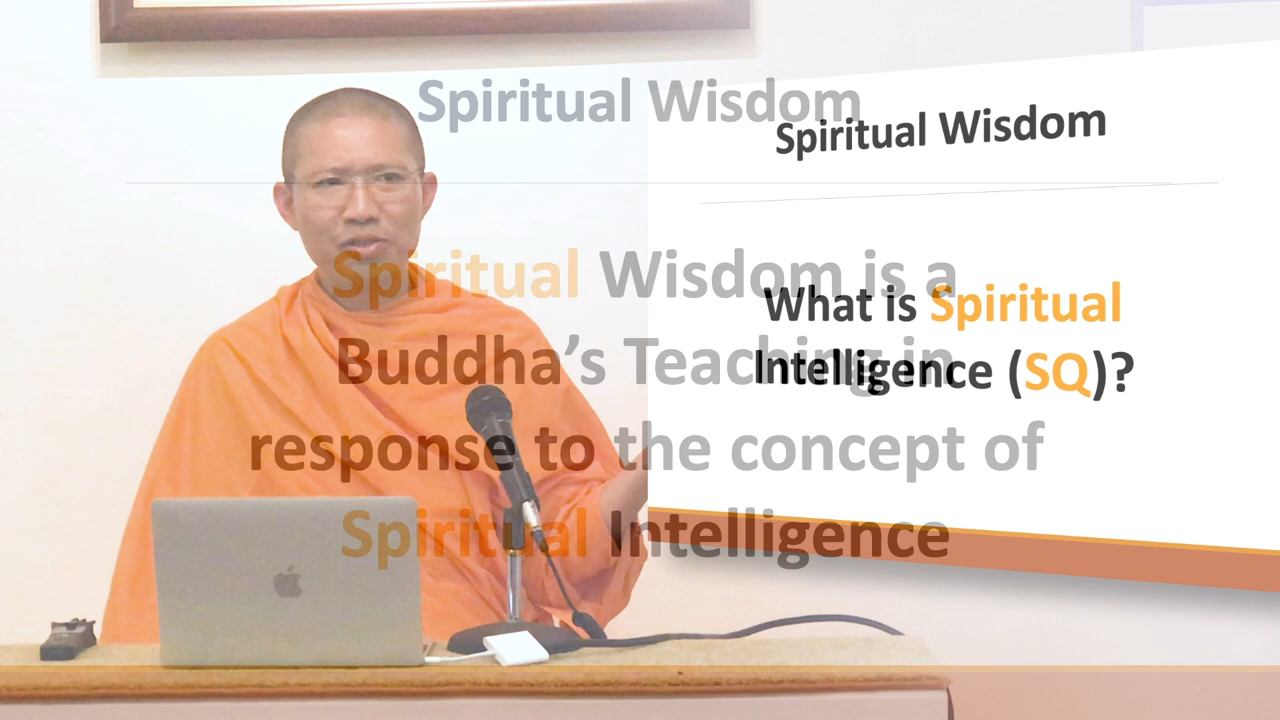 Spiritual Wisdom
Spiritual Wisdom is a
Buddha's Teaching in
response to the concept of
Spiritual Intelligence
Spiritual Wisdom
What is Spiritual
Intelligence (SQ)?